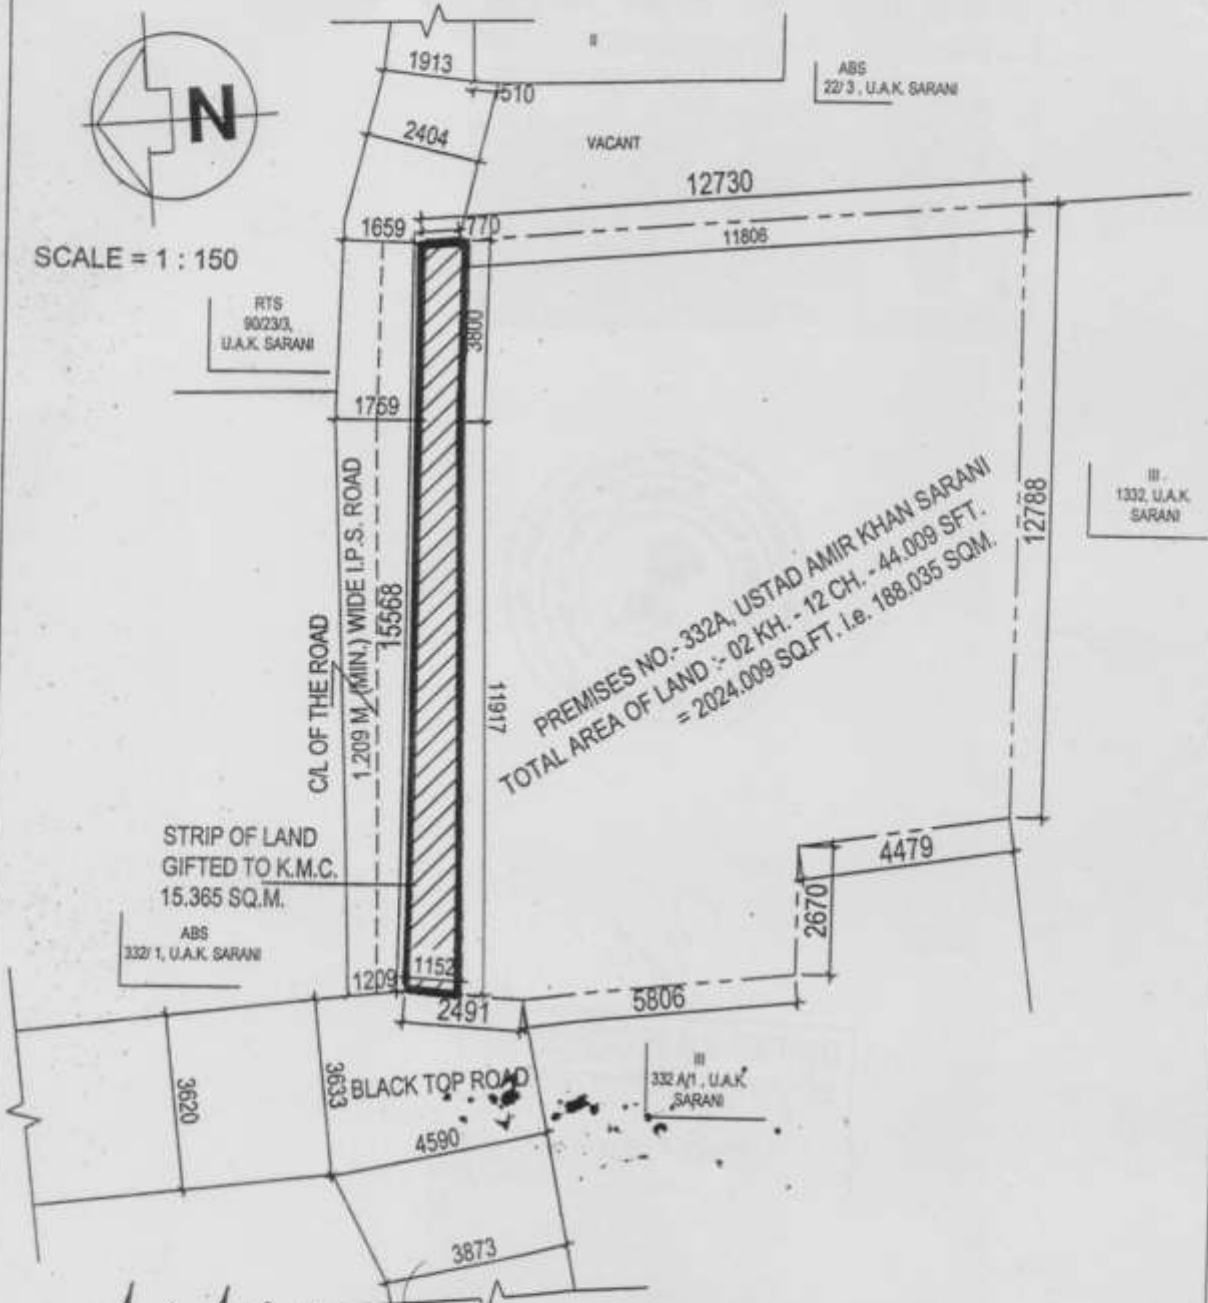 II
1913
510
ABS
22/ 3 , U.A.K. SARANI
N
2404
VACANT
12730
1659
770
11806
SCALE = 1 : 150
RTS
90/23/3,
U.A.K. SARANI
3800
1759
III
1332, U.A.K.
SARANI
12788
C/L OF THE ROAD
1.209 M. (MIN.) WIDE I.P.S. ROAD
15568
11917
PREMISES NO.- 332A, USTAD AMIR KHAN SARANI
TOTAL AREA OF LAND :- 02 KH. - 12 CH. - 44.009 SFT.
= 2024.009 SQ.FT. i.e. 188.035 SQM.
STRIP OF LAND
GIFTED TO K.M.C.
15.365 SQ.M.
4479
2670
ABS
332/ 1, U.A.K. SARANI
1209
1152
2491
5806
3620
3633
BLACK TOP ROAD
III
332 A/1 , U.A.K.
SARANI
4590
3873